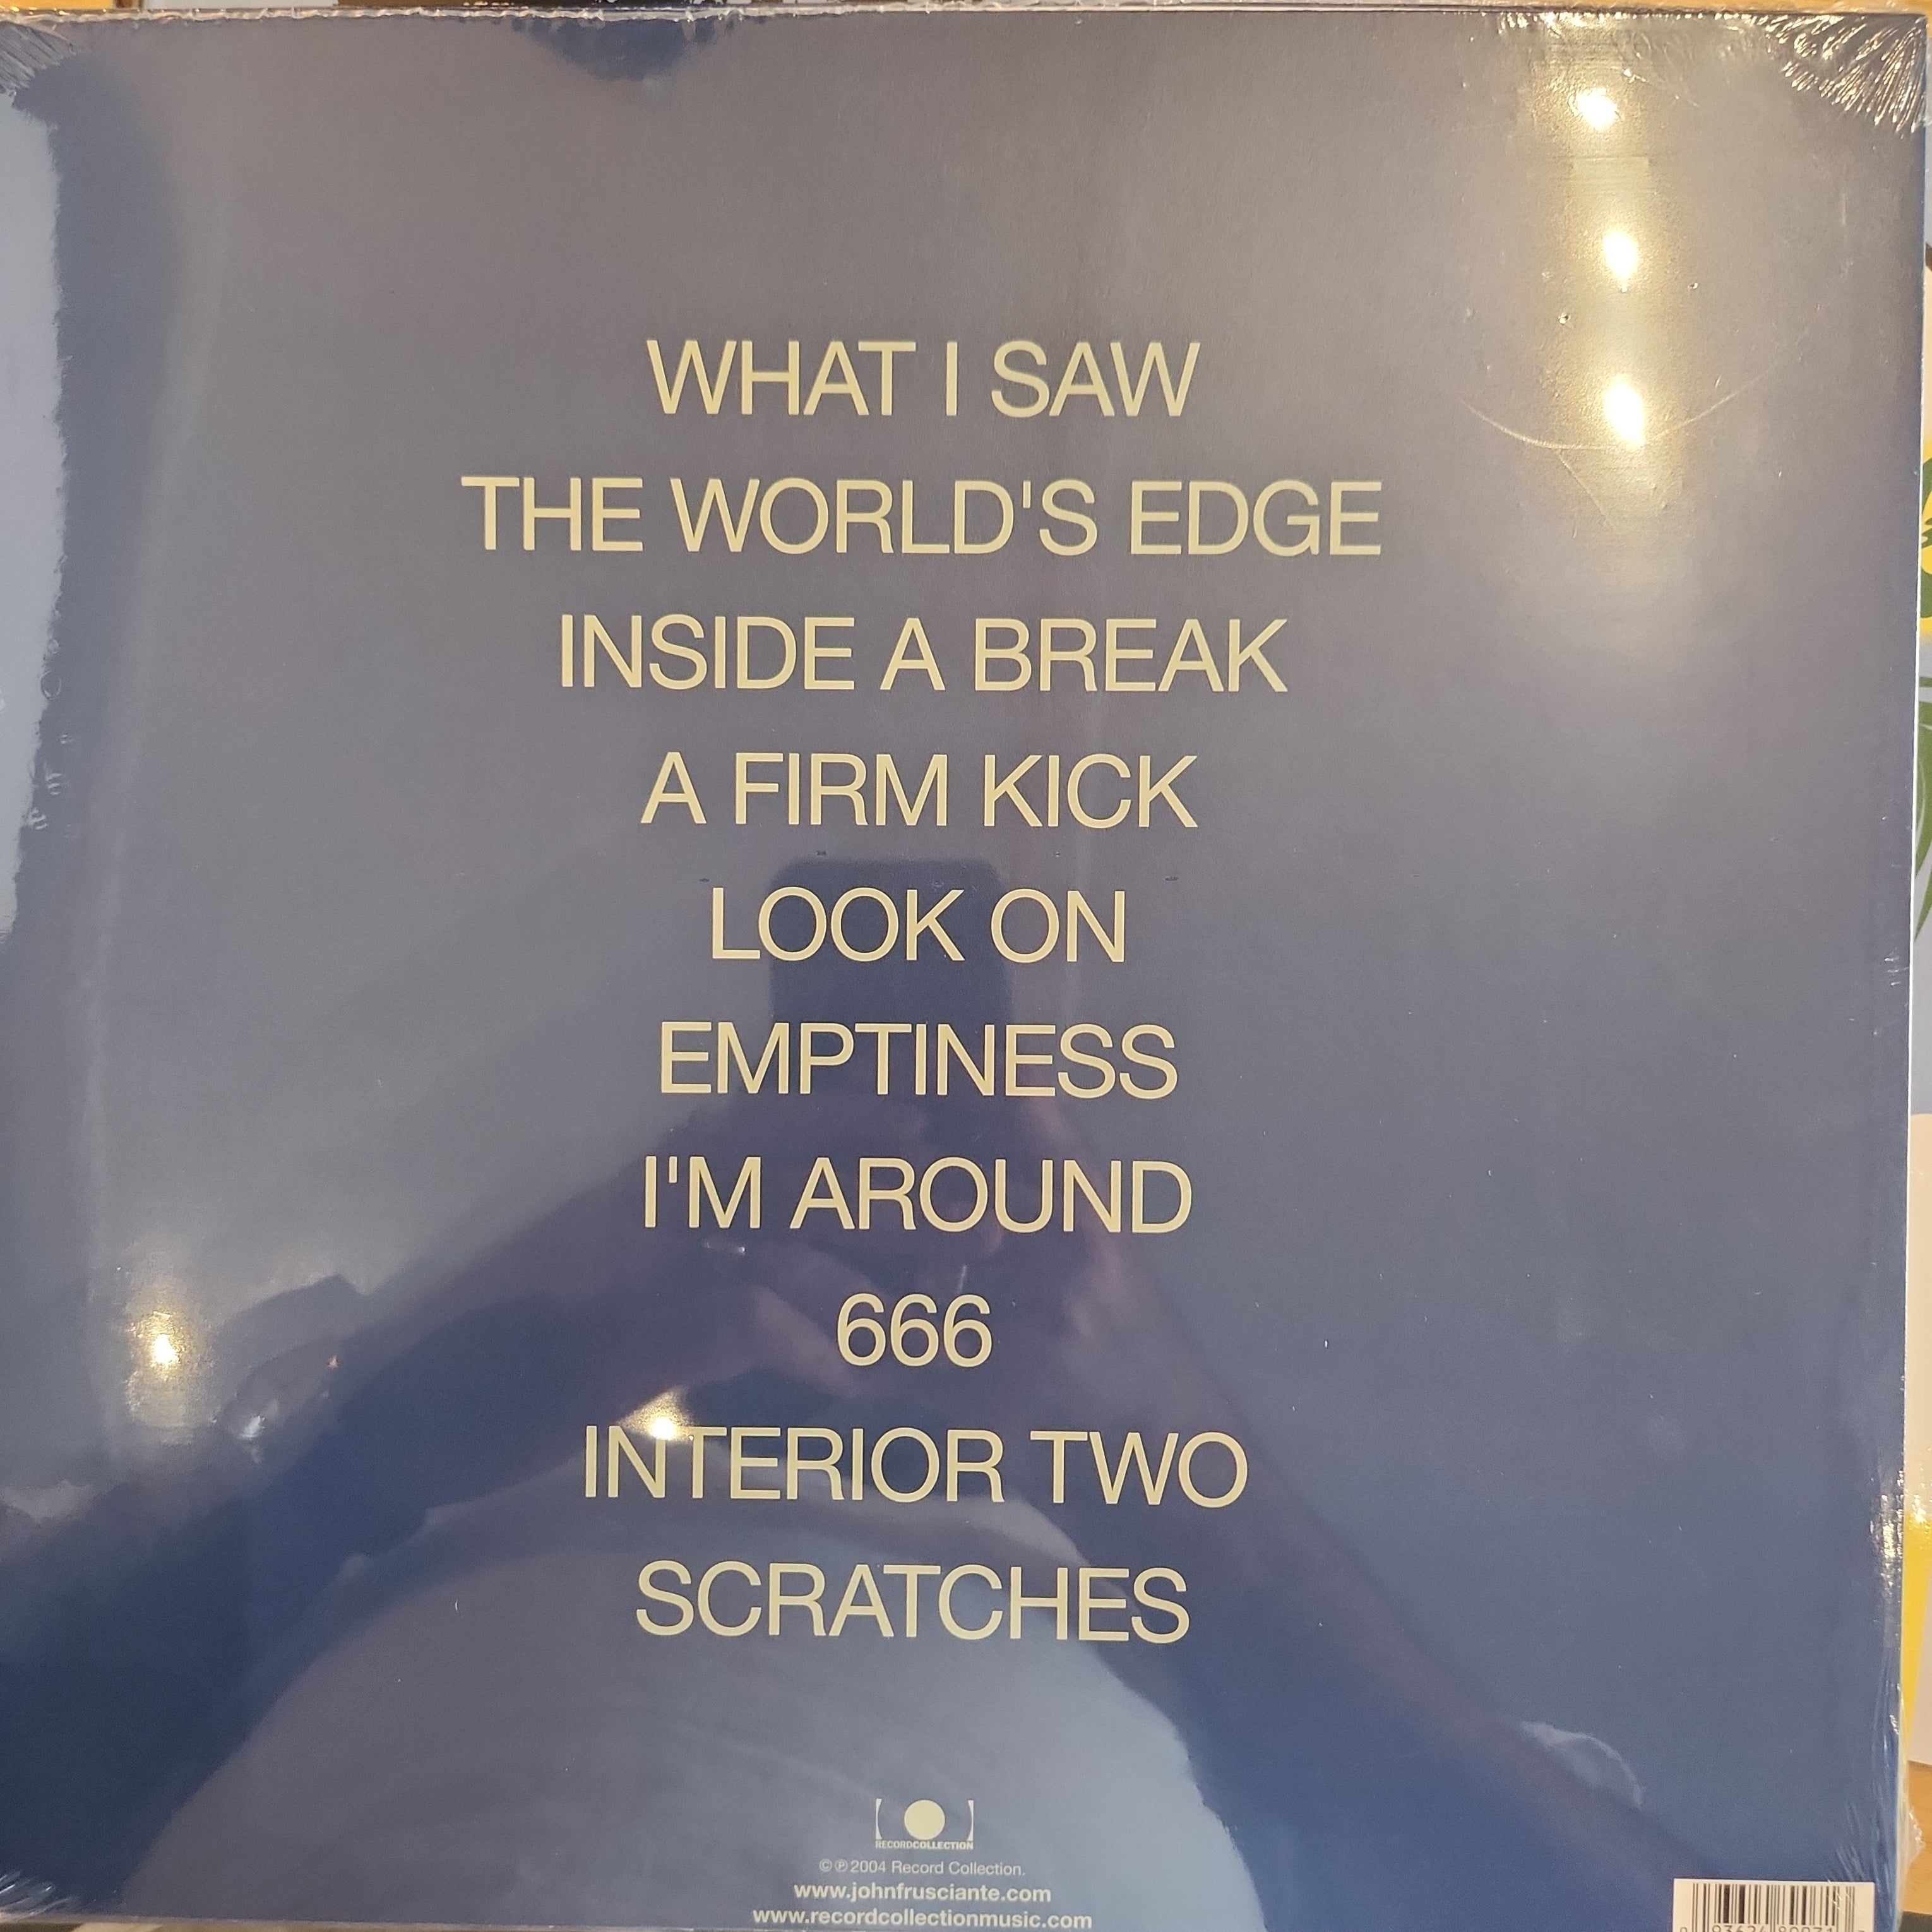 WHAT I SAW
THE WORLD'S EDGE
INSIDE A BREAK
A FIRM KICK
LOOK ON
EMPTINESS
I'M AROUND
666
INTERIOR TWO
SCRATCHES
RECORDCOLLECTION
©℗2004 Record Collection.
www.johnfrusciante.com
www.recordcollectionmusic.com